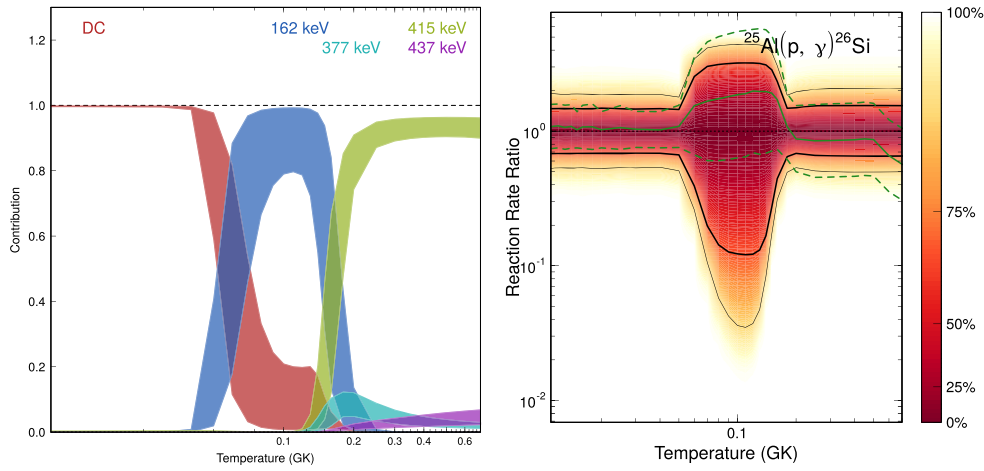 DC
162 keV
415 keV
377 keV
437 keV
1.2
1.0
0.8
0.6
0.4
0.2
0.0
Contribution
0.1
0.2
0.3
0.4
0.6
Temperature (GK)
²⁵Al(p, γ)²⁶Si
10⁰
10⁻¹
10⁻²
Reaction Rate Ratio
0.1
Temperature (GK)
100%
75%
50%
25%
0%